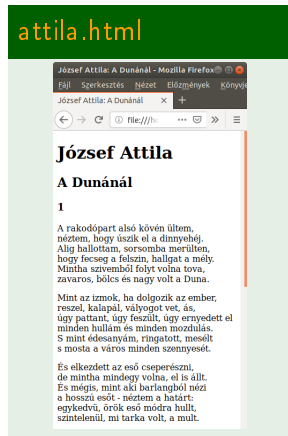 attila.html
József Attila: A Dunánál - Mozilla Firefox
Fájl Szerkesztés Nézet Előzmények Könyvje
József Attila: A Dunánál × +
file:///
József Attila
A Dunánál
1
A rakodópart alsó kövén ültem,
néztem, hogy úszik el a dinnyehéj.
Alig hallottam, sorsomba merülten,
hogy fecseg a felszin, hallgat a mély.
Mintha szivemből folyt volna tova,
zavaros, bölcs és nagy volt a Duna.
Mint az izmok, ha dolgozik az ember,
reszel, kalapál, vályogot vet, ás,
úgy pattant, úgy feszült, úgy ernyedett el
minden hullám és minden mozdulás.
S mint édesanyám, ringatott, mesélt
s mosta a város minden szennyesét.
És elkezdett az eső cseperészni,
de mintha mindegy volna, el is állt.
És mégis, mint aki barlangból nézi
a hosszú esőt - néztem a határt:
egykedvü, örök eső módra hullt,
szintelenül, mi tarka volt, a mult.